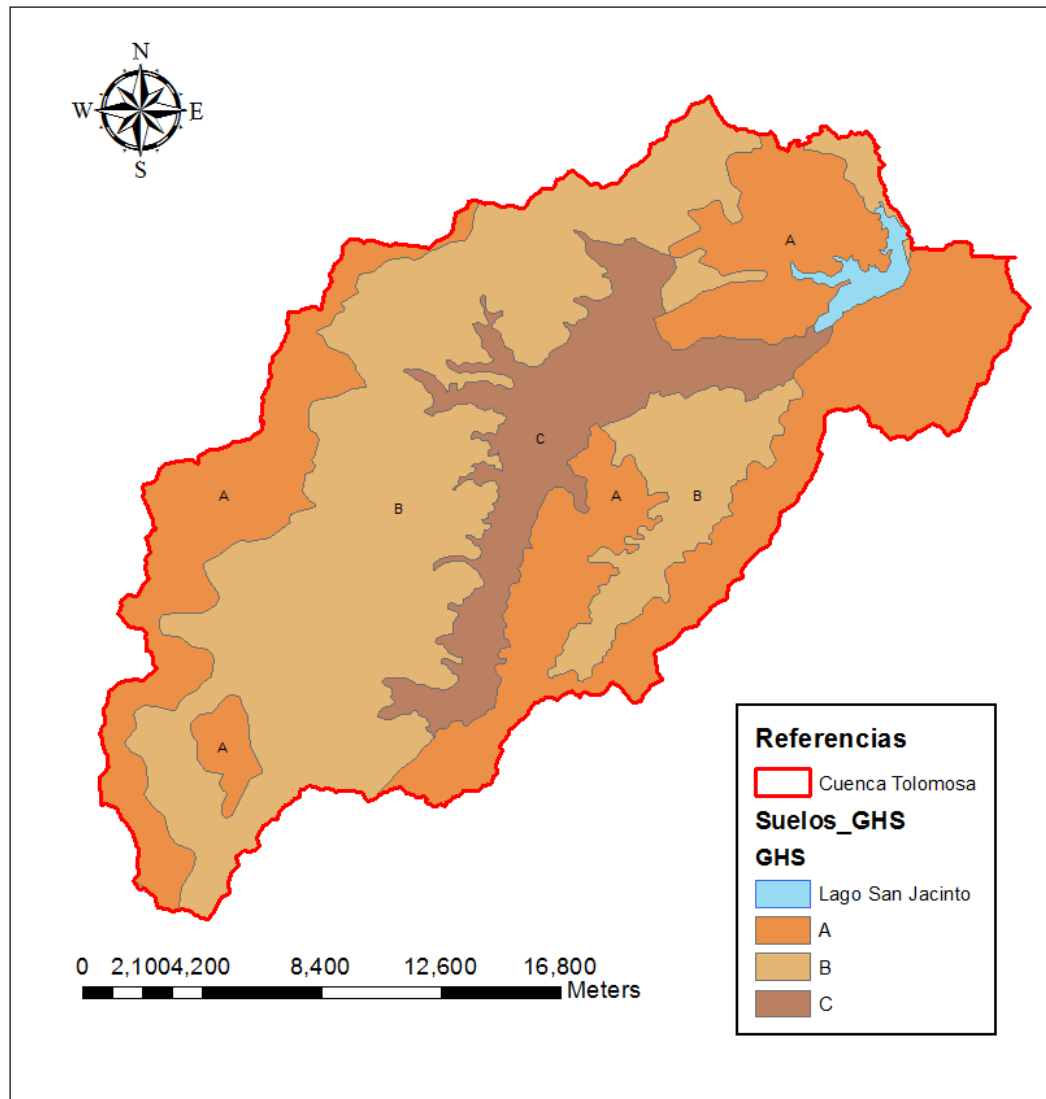 N
W E
S
A
A
C
A
B
B
A
Referencias
Cuenca Tolomosa
Suelos_GHS
GHS
Lago San Jacinto
A
B
C
0 2,1004,200 8,400 12,600 16,800
Meters